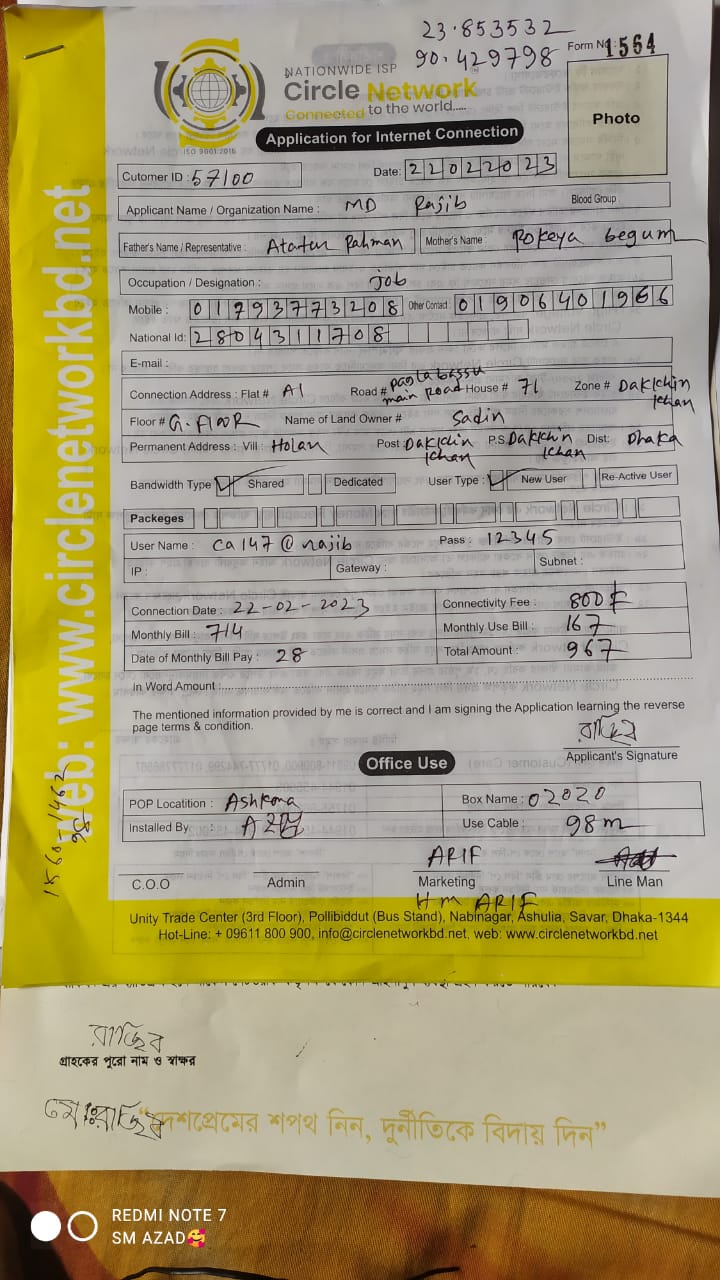 23.853532
90.429798
Form No: 1564
NATIONWIDE ISP
Circle Network
Connected to the world.....
ISO 9001:2015
Photo
Application for Internet Connection
Cutomer ID : 57100
Date: 22022023
Applicant Name / Organization Name : MD Rajib
Blood Group
Father's Name / Representative : Ataur Rahman
Mother's Name : Rokeya begum
Occupation / Designation : job
Mobile : 01793773208
Other Contact : 01906401966
National Id: 2804311708
E-mail :
Connection Address : Flat # A1 Road # main Road House # 71 Zone # Dakkhin khan
Floor # G. FlooR Name of Land Owner # Sadin
Permanent Address : Vill : Holan Post : Dakkhin khan P.S Dakkhin khan Dist: Dhaka
Bandwidth Type Shared Dedicated User Type : New User Re-Active User
Packeges
User Name : Ca147@najib Pass : 12345
IP : Gateway : Subnet :
Connection Date : 22-02-2023 Connectivity Fee : 800
Monthly Bill : 714 Monthly Use Bill : 167
Date of Monthly Bill Pay : 28 Total Amount : 967
In Word Amount :
The mentioned information provided by me is correct and I am signing the Application learning the reverse
page terms & condition.
রাজিব
Applicant's Signature
Office Use
POP Locatition : Ashkona Box Name : 02020
Installed By : Use Cable : 98m
ARIF
C.O.O Admin Marketing Line Man
Hm ARIF
Unity Trade Center (3rd Floor), Pollibiddut (Bus Stand), Nabinagar, Ashulia, Savar, Dhaka-1344
Hot-Line: + 09611 800 900, info@circlenetworkbd.net, web: www.circlenetworkbd.net
web: www.circlenetworkbd.net
1560-1462
98
রাজিব
গ্রাহকের পুরো নাম ও স্বাক্ষর
মোঃ রাজিব
“দেশপ্রেমের শপথ নিন, দুর্নীতিকে বিদায় দিন”
REDMI NOTE 7
SM AZAD🥰